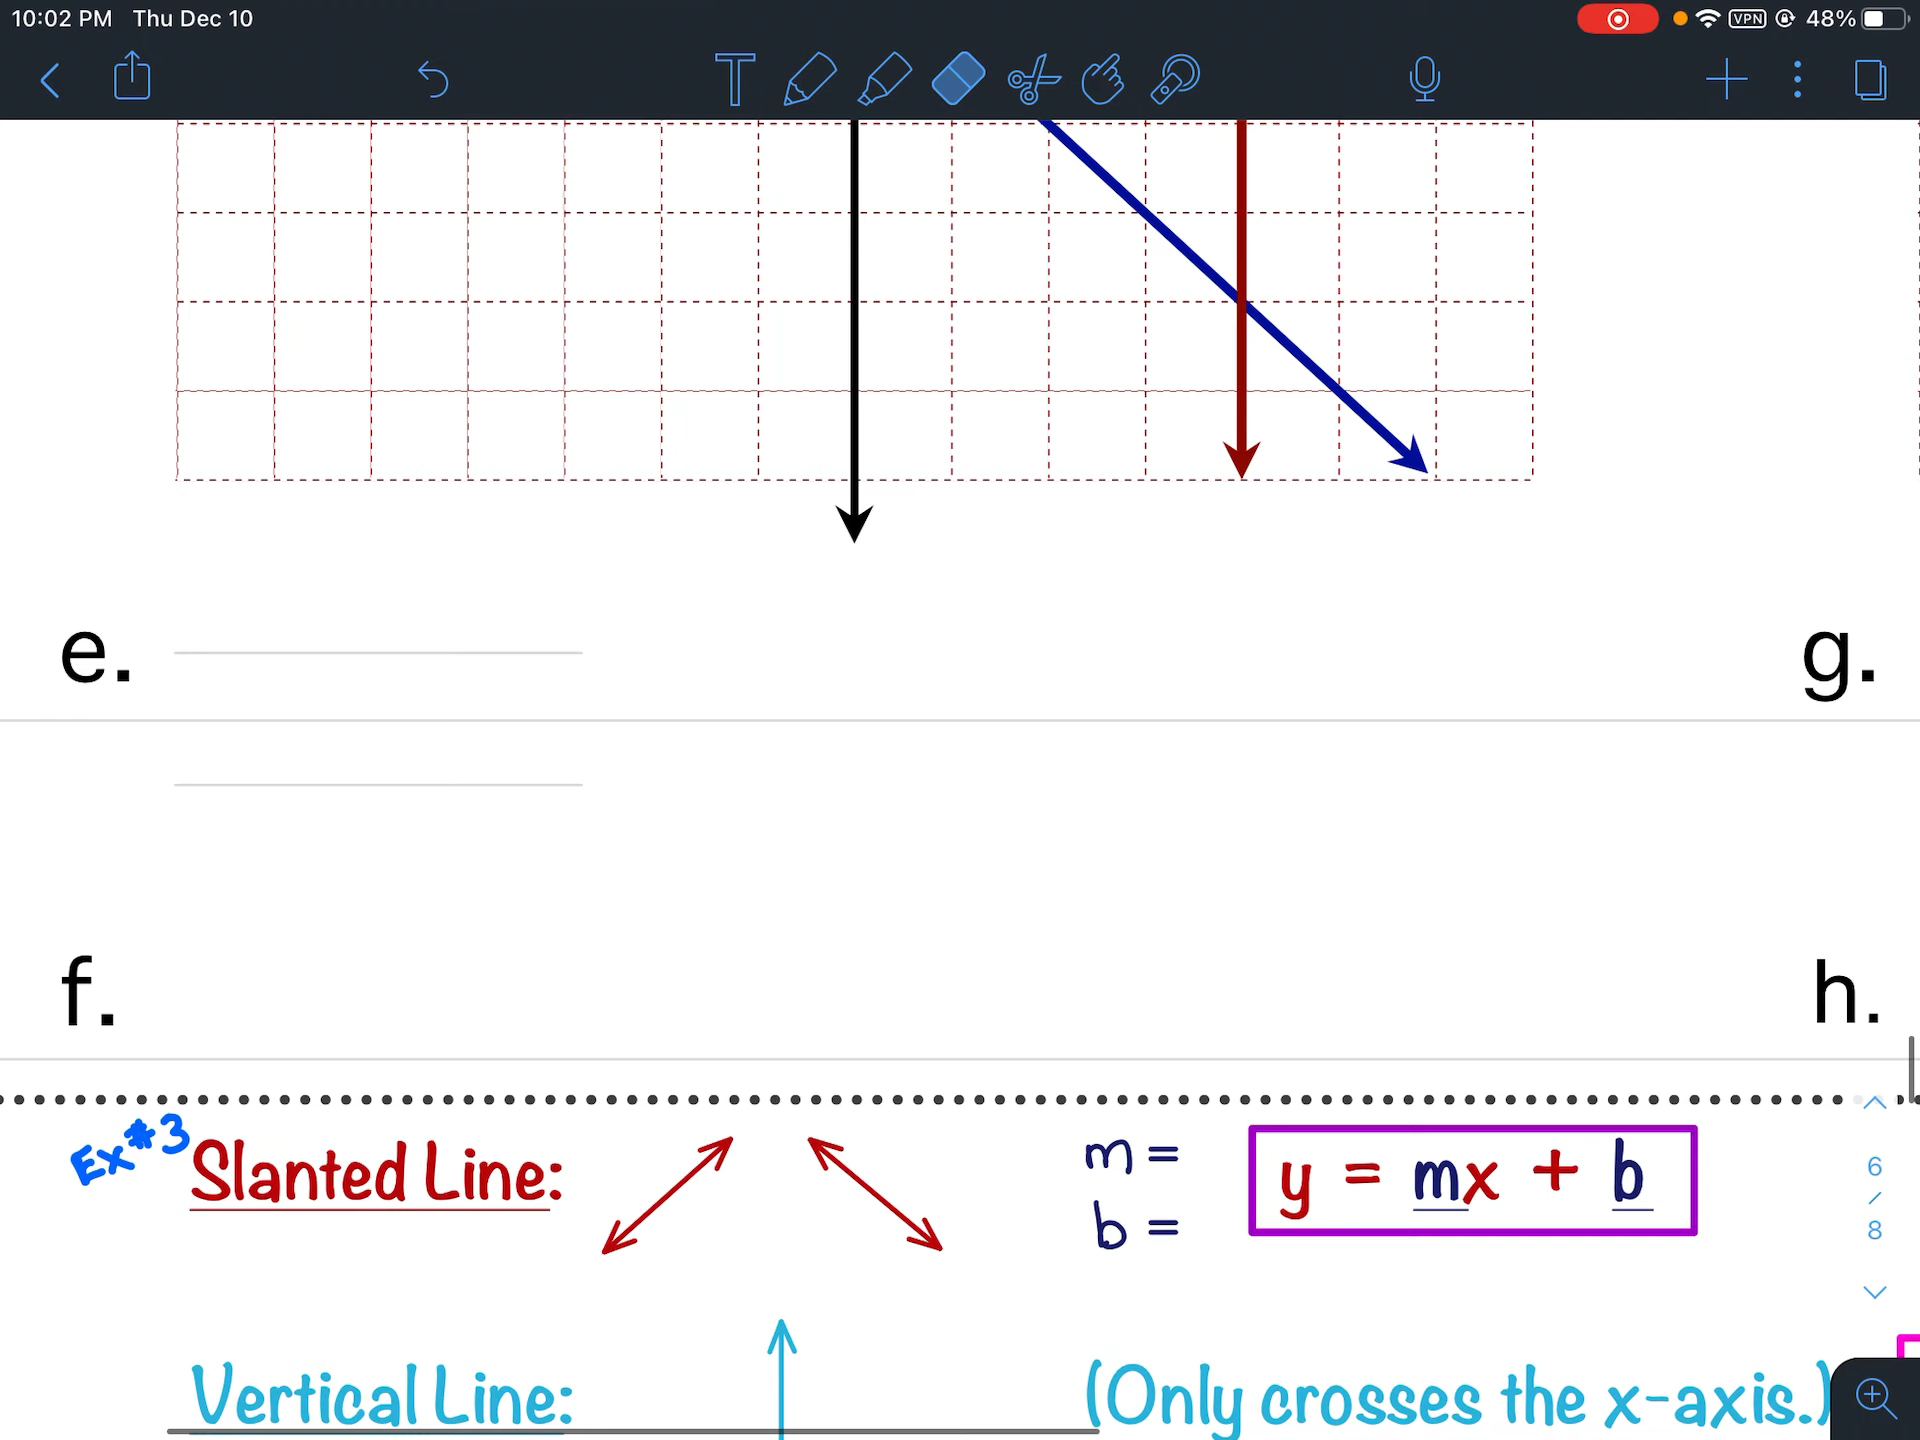 10:02 PM Thu Dec 10
VPN 48%
T
e.
g.
f.
h.
Ex#3
Slanted Line:
m =
y = mx + b
b =
6
/
8
Vertical Line:
(Only crosses the x-axis.)